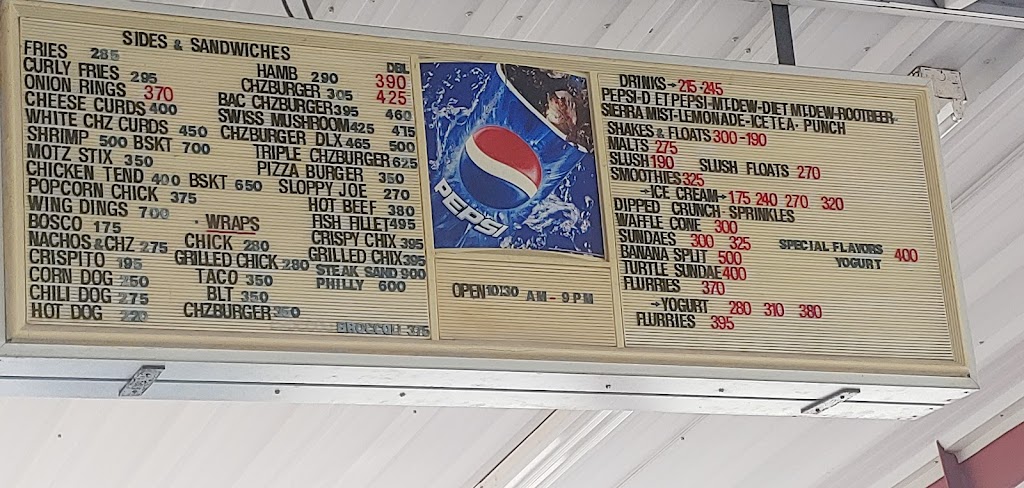 SIDES & SANDWICHES
FRIES 285
CURLY FRIES 295
ONION RINGS 370
CHEESE CURDS 400
WHITE CHZ CURDS 450
SHRIMP 500 BSKT 700
MOTZ STIX 350
CHICKEN TEND 400 BSKT 650
POPCORN CHICK 375
WING DINGS 700
BOSCO 175
NACHOS & CHZ 275
CRISPITO 195
CORN DOG 250
CHILI DOG 275
HOT DOG 220
DBL
HAMB 290 390
CHZBURGER 305 425
BAC CHZBURGER 395 460
SWISS MUSHROOM 425 475
CHZBURGER DLX 465 500
TRIPLE CHZBURGER 625
PIZZA BURGER 350
SLOPPY JOE 270
HOT BEEF 380
FISH FILLET 495
CRISPY CHIX 395
GRILLED CHIX 395
STEAK SAND 900
PHILLY 600
· WRAPS
CHICK 280
GRILLED CHICK 280
TACO 350
BLT 350
CHZBURGER 350
BROCCOLI 375
PEPSI
OPEN 10:30 AM - 9 PM
DRINKS→215-245
PEPSI-D ET PEPSI-MT.DEW-DIET MT.DEW-ROOTBEER-
SIERRA MIST-LEMONADE-ICE TEA- PUNCH
SHAKES & FLOATS 300-190
MALTS 275
SLUSH 190 SLUSH FLOATS 270
SMOOTHIES 325
→ICE CREAM→ 175 240 270 320
DIPPED CRUNCH SPRINKLES
WAFFLE CONE 300
SUNDAES 300 325
BANANA SPLIT 500
TURTLE SUNDAE 400
FLURRIES 370
SPECIAL FLAVORS 400
YOGURT
→YOGURT 280 310 380
FLURRIES 395